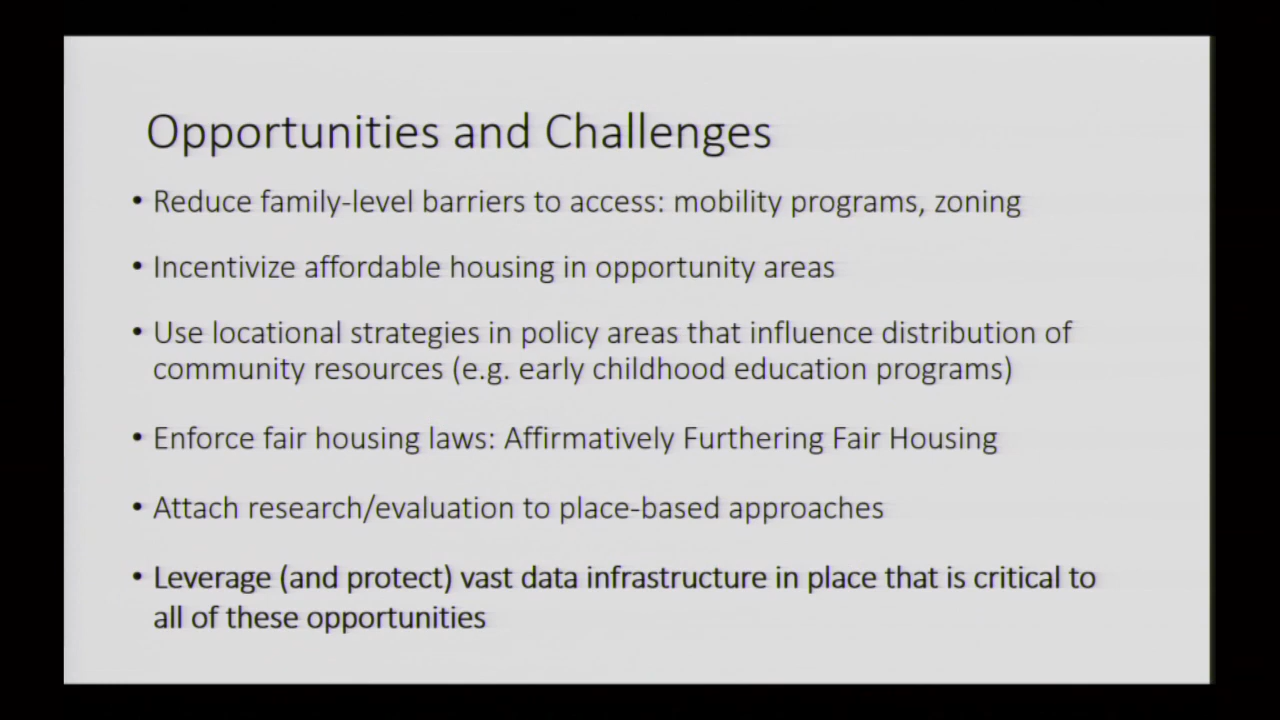 Opportunities and Challenges
• Reduce family-level barriers to access: mobility programs, zoning
• Incentivize affordable housing in opportunity areas
• Use locational strategies in policy areas that influence distribution of
community resources (e.g. early childhood education programs)
• Enforce fair housing laws: Affirmatively Furthering Fair Housing
• Attach research/evaluation to place-based approaches
• Leverage (and protect) vast data infrastructure in place that is critical to
all of these opportunities